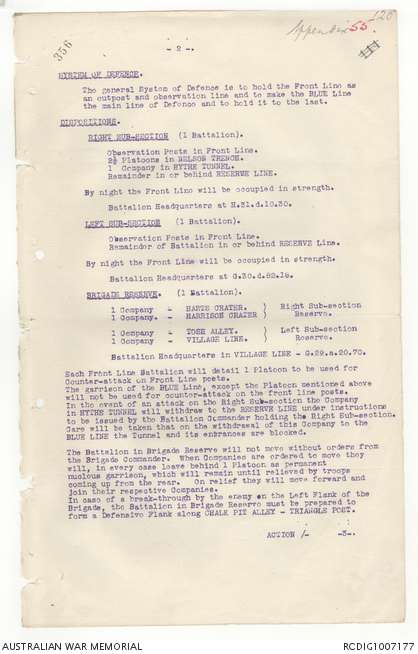 356
- 2 -.
Appendix 55.
120
SYSTEM OF DEFENCE.
The general System of Defence is to hold the Front Line as
an outpost and observation line and to make the BLUE Line
the main line of Defence and to hold it to the last.
DISPOSITIONS.
RIGHT SUB-SECTION (1 Battalion).
Observation Posts in Front Line.
2½ Platoons in NELSON TRENCH.
1 Company in HYTHE TUNNEL.
Remainder in or behind RESERVE LINE.
By night the Front Line will be occupied in strength.
Battalion Headquarters at H.31.d.10.30.
LEFT SUB-SECTION (1 Battalion).
Observation Posts in Front Line.
Remainder of Battalion in or behind RESERVE Line.
By night the Front Line will be occupied in strength.
Battalion Headquarters at G.30.d.82.15.
BRIGADE RESERVE. (1 Battalion).
1 Company - HARTS CRATER. ) Right Sub-section
1 Company - HARRISON CRATER ) Reserve.
1 Company - TOSH ALLEY. ) Left Sub-section
1 Company - VILLAGE LINE. ) Reserve.
Battalion Headquarters in VILLAGE LINE - G.29.a.20.70.
Each Front Line Battalion will detail 1 Platoon to be used for
Counter-attack on Front Line posts.
The garrison of the BLUE LINE, except the Platoon mentioned above
will not be used for counter-attack on the front line posts.
In the event of an attack on the Right Sub-section the Company
in HYTHE TUNNEL will withdraw to the RESERVE LINE under instructions
to be issued by the Battalion Commander holding the Right Sub-section.
Care will be taken that on the withdrawal of this Company to the
BLUE LINE the Tunnel and its entrances are blocked.
The Battalion in Brigade Reserve will not move without orders from
the Brigade Commander. When Companies are ordered to move they
will, in every case leave behind 1 Platoon as permanent
nucleus garrison, which will remain until relieved by troops
coming up from the rear. On relief they will move forward and
join their respective Companies.
In case of a break-through by the enemy on the Left Flank of the
Brigade, the Battalion in Brigade Reserve must be prepared to
form a Defensive Flank along CHALK PIT ALLEY - TRIANGLE POST.
ACTION /- -3-.
AUSTRALIAN WAR MEMORIAL
RCDIG1007177